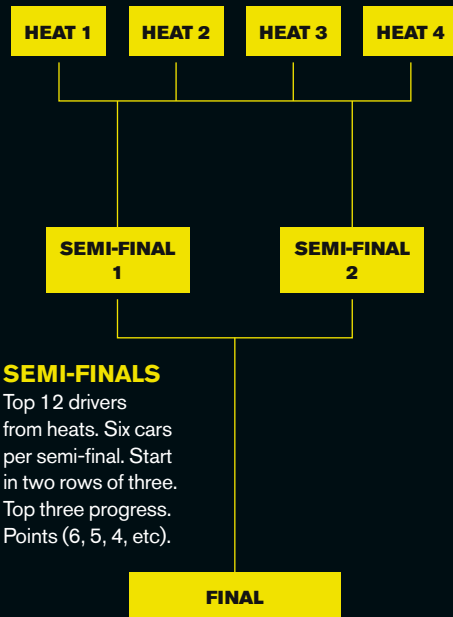 HEAT 1
HEAT 2
HEAT 3
HEAT 4
SEMI-FINAL
1
SEMI-FINAL
2
SEMI-FINALS
Top 12 drivers
from heats. Six cars
per semi-final. Start
in two rows of three.
Top three progress.
Points (6, 5, 4, etc).
FINAL